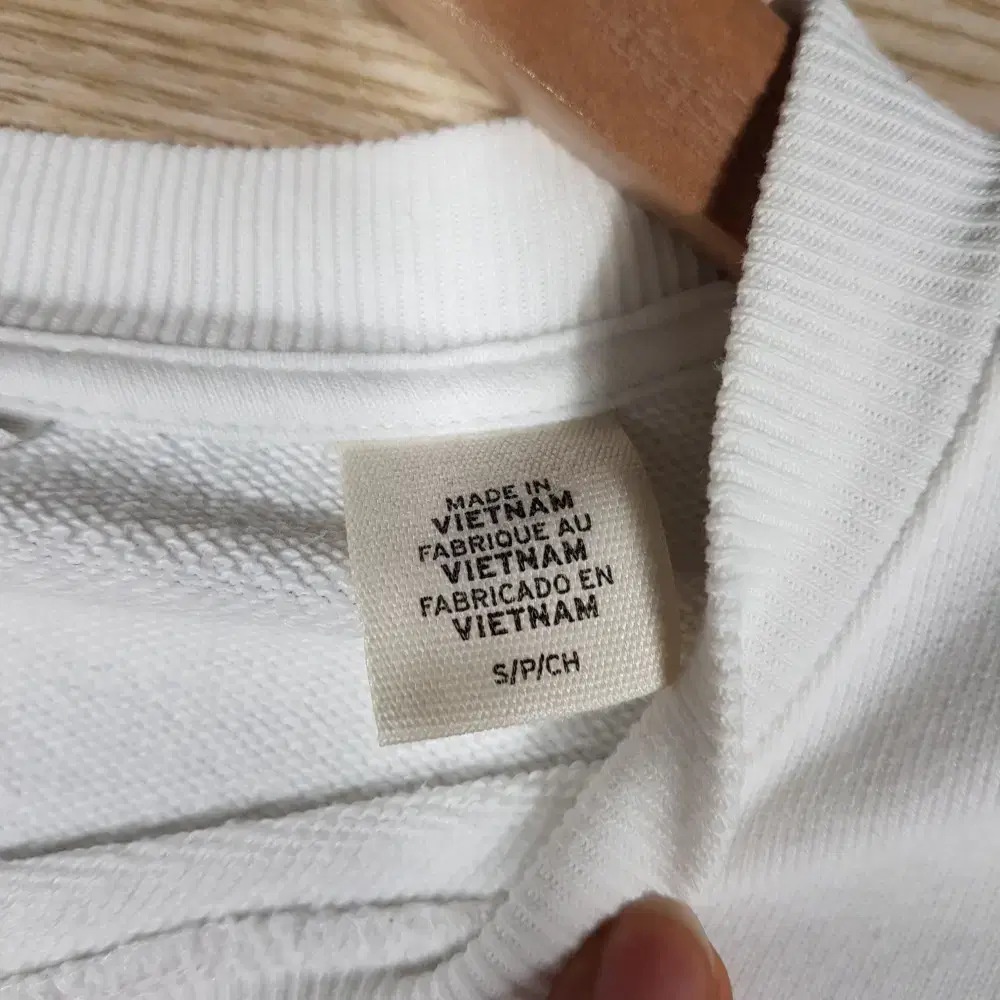 MADE IN
VIETNAM
FABRIQUE AU
VIETNAM
FABRICADO EN
VIETNAM
S/P/CH